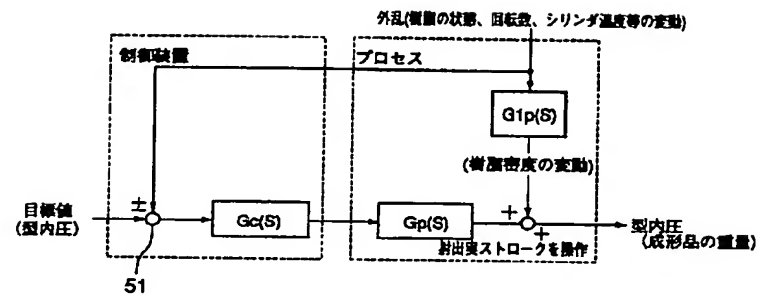 外乱(樹脂の状態、回転数、シリンダ温度等の変動)
制御装置
プロセス
G1p(S)
(樹脂密度の変動)
目標値
(型内圧)
±
Gc(S)
Gp(S)
+
+
型内圧
(成形品の重量)
射出実ストロークを操作
51